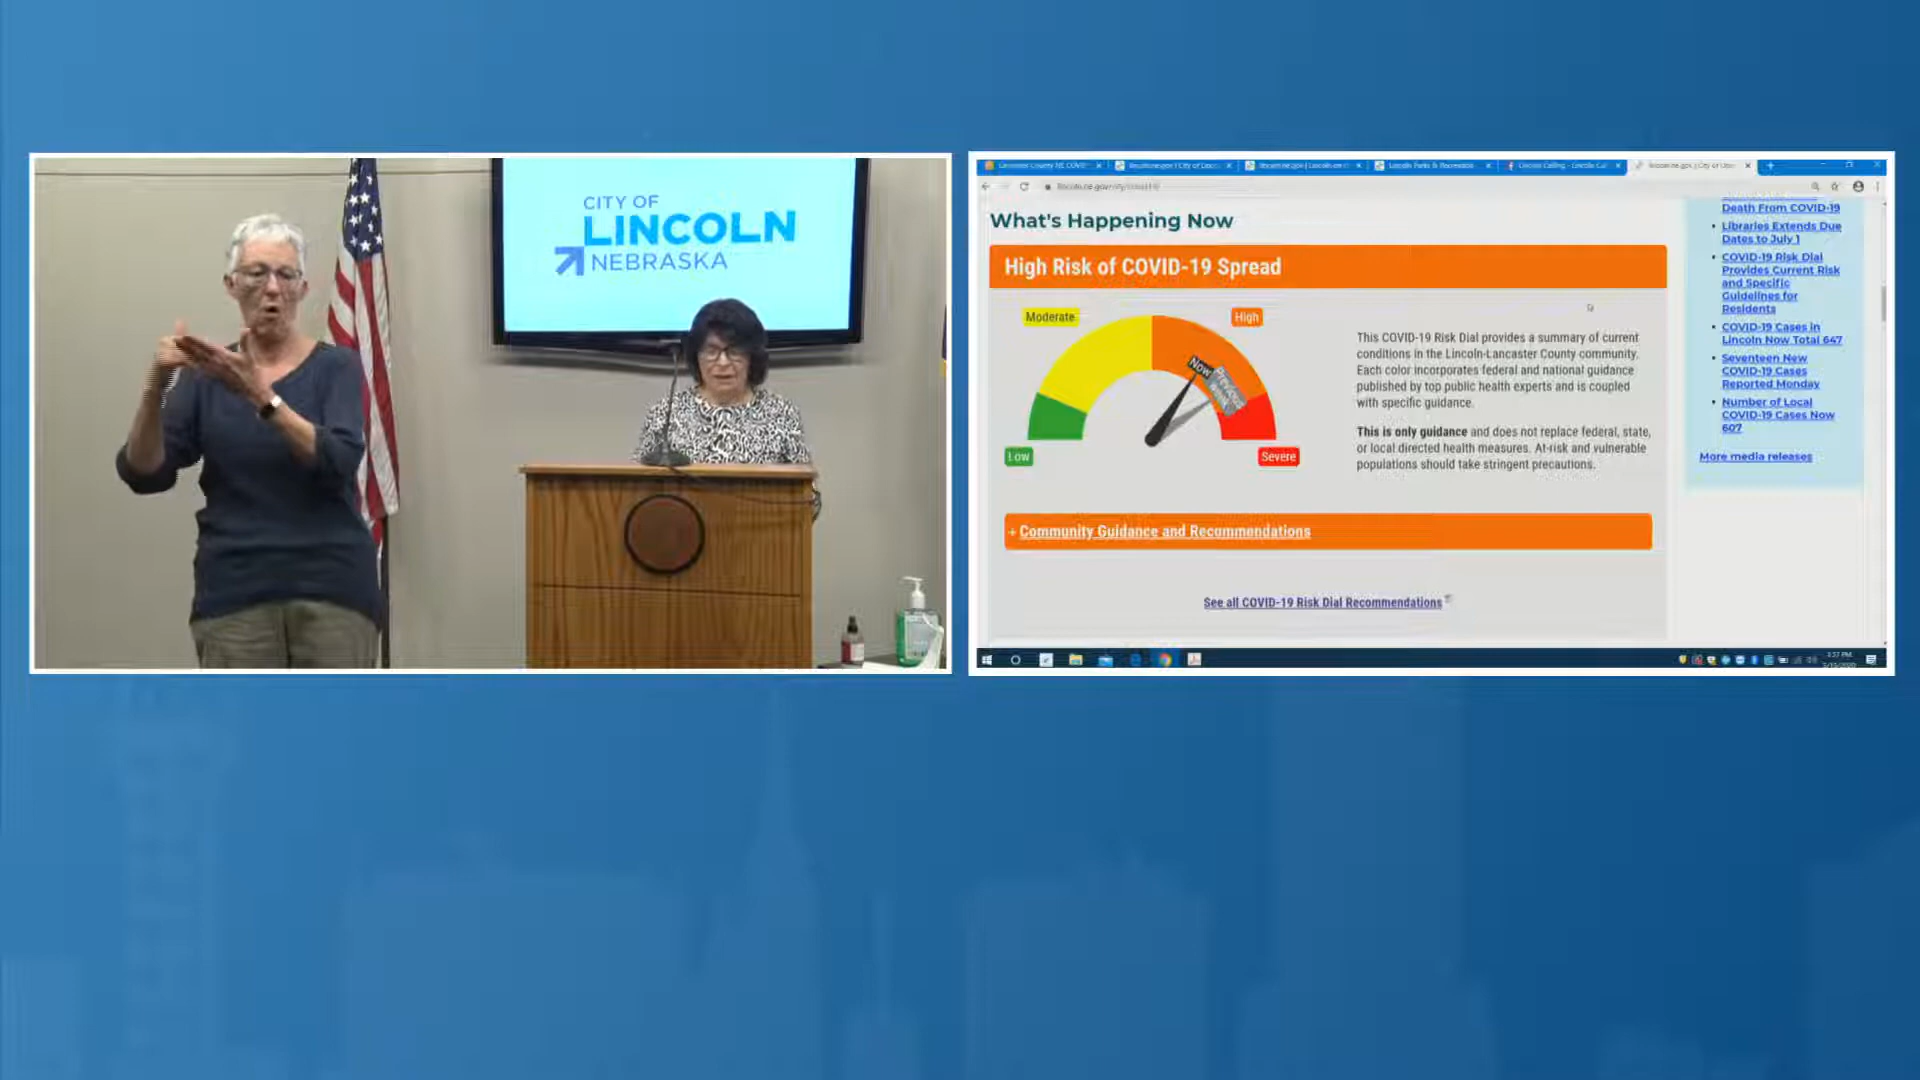 CITY OF
LINCOLN
NEBRASKA
What's Happening Now
High Risk of COVID-19 Spread
Moderate
High
Now
Previous
Low
Severe
This COVID-19 Risk Dial provides a summary of current
conditions in the Lincoln-Lancaster County community.
Each color incorporates federal and national guidance
published by top public health experts and is coupled
with specific guidance.
This is only guidance and does not replace federal, state,
or local directed health measures. At-risk and vulnerable
populations should take stringent precautions.
+ Community Guidance and Recommendations
See all COVID-19 Risk Dial Recommendations
Death From COVID-19
• Libraries Extends Due
Dates to July 1
• COVID-19 Risk Dial
Provides Current Risk
and Specific
Guidelines for
Residents
• COVID-19 Cases in
Lincoln Now Total 647
• Seventeen New
COVID-19 Cases
Reported Monday
• Number of Local
COVID-19 Cases Now
607
More media releases